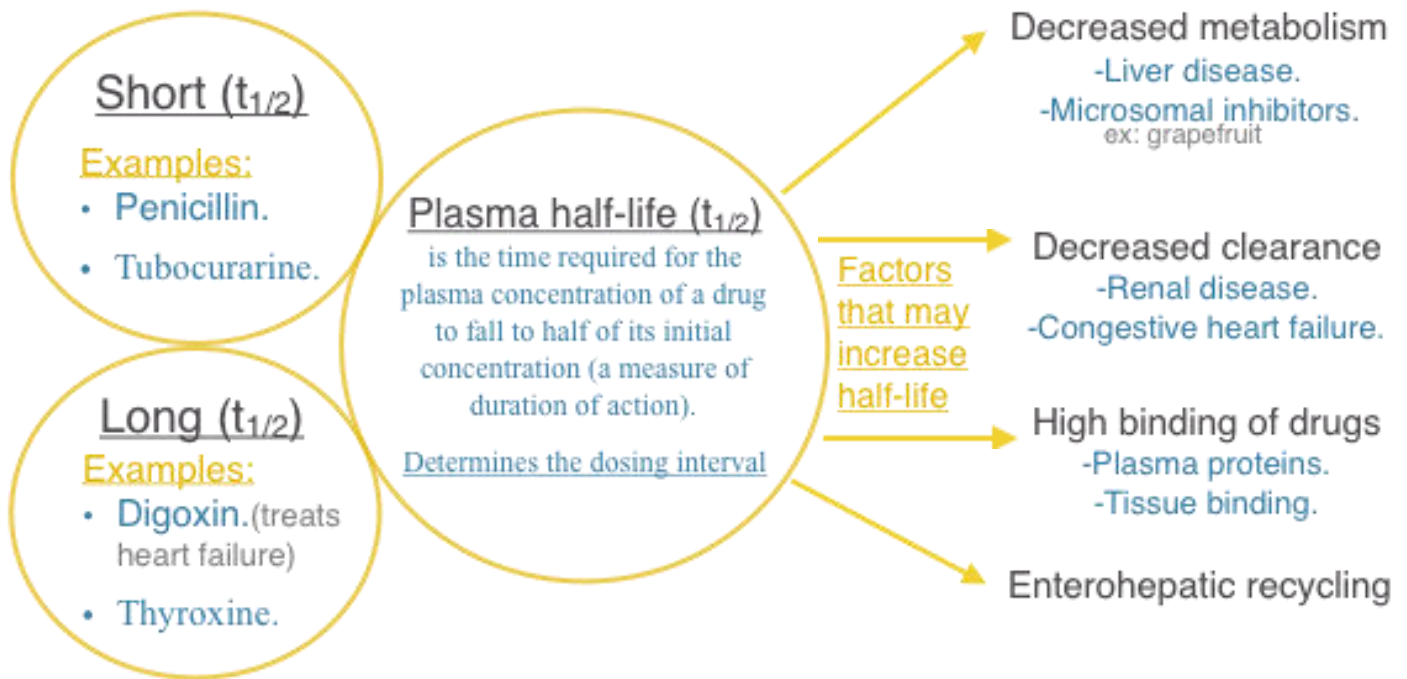 Short (t1/2)
Examples:
• Penicillin.
• Tubocurarine.
Long (t1/2)
Examples:
• Digoxin.(treats
heart failure)
• Thyroxine.
Plasma half-life (t1/2)
is the time required for the
plasma concentration of a drug
to fall to half of its initial
concentration (a measure of
duration of action).
Determines the dosing interval
Factors
that may
increase
half-life
Decreased metabolism
-Liver disease.
-Microsomal inhibitors.
ex: grapefruit
Decreased clearance
-Renal disease.
-Congestive heart failure.
High binding of drugs
-Plasma proteins.
-Tissue binding.
Enterohepatic recycling